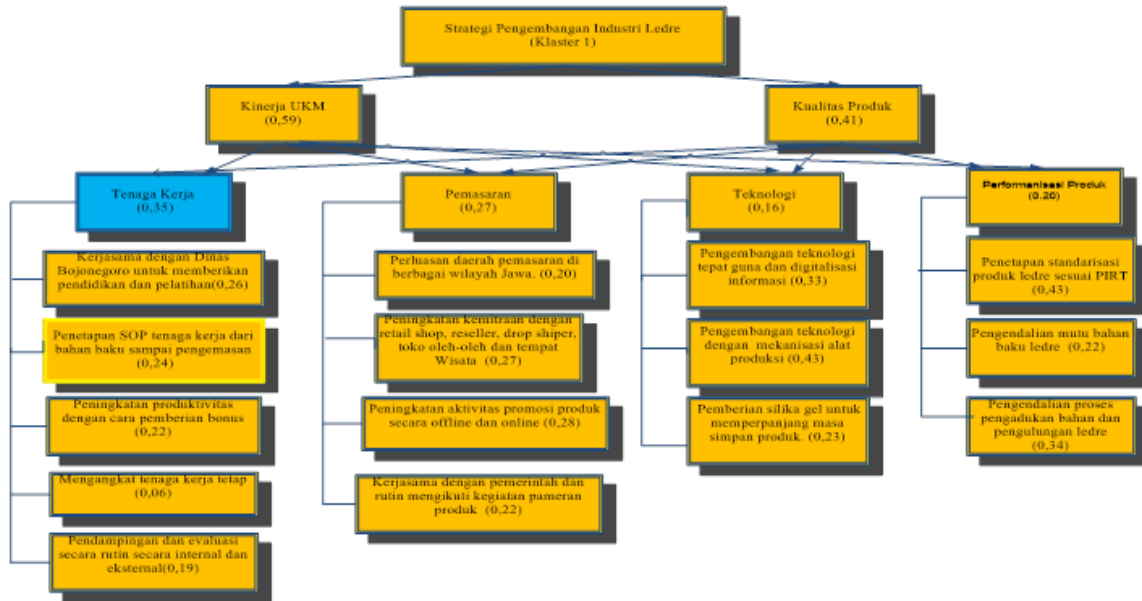 Strategi Pengembangan Industri Ledre
(Klaster 1)
Kinerja UKM
(0,59)
Kualitas Produk
(0,41)
Tenaga Kerja
(0,35)
Kerjasama dengan Dinas
Bojonegoro untuk memberikan
pendidikan dan pelatihan(0,26)
Penetapan SOP tenaga kerja dari
bahan baku sampai pengemasan
(0,24)
Peningkatan produktivitas
dengan cara pemberian bonus
(0,22)
Mengangkat tenaga kerja tetap
(0,06)
Pendampingan dan evaluasi
secara rutin secara internal dan
eksternal(0,19)
Pemasaran
(0,27)
Perluasan daerah pemasaran di
berbagai wilayah Jawa. (0,20)
Peningkatan kemitraan dengan
retail shop, reseller, drop shiper,
toko oleh-oleh dan tempat
Wisata (0,27)
Peningkatan aktivitas promosi produk
secara offline dan online (0,28)
Kerjasama dengan pemerintah dan
rutin mengikuti kegiatan pameran
produk (0,22)
Teknologi
(0,16)
Pengembangan teknologi
tepat guna dan digitalisasi
informasi (0,33)
Pengembangan teknologi
dengan mekanisasi alat
produksi (0,43)
Pemberian silika gel untuk
memperpanjang masa
simpan produk. (0,23)
Performanisasi Produk
(0.20)
Penetapan standarisasi
produk ledre sesuai PIRT
(0,43)
Pengendalian mutu bahan
baku ledre (0,22)
Pengendalian proses
pengadukan bahan dan
pengulungan ledre
(0,34)